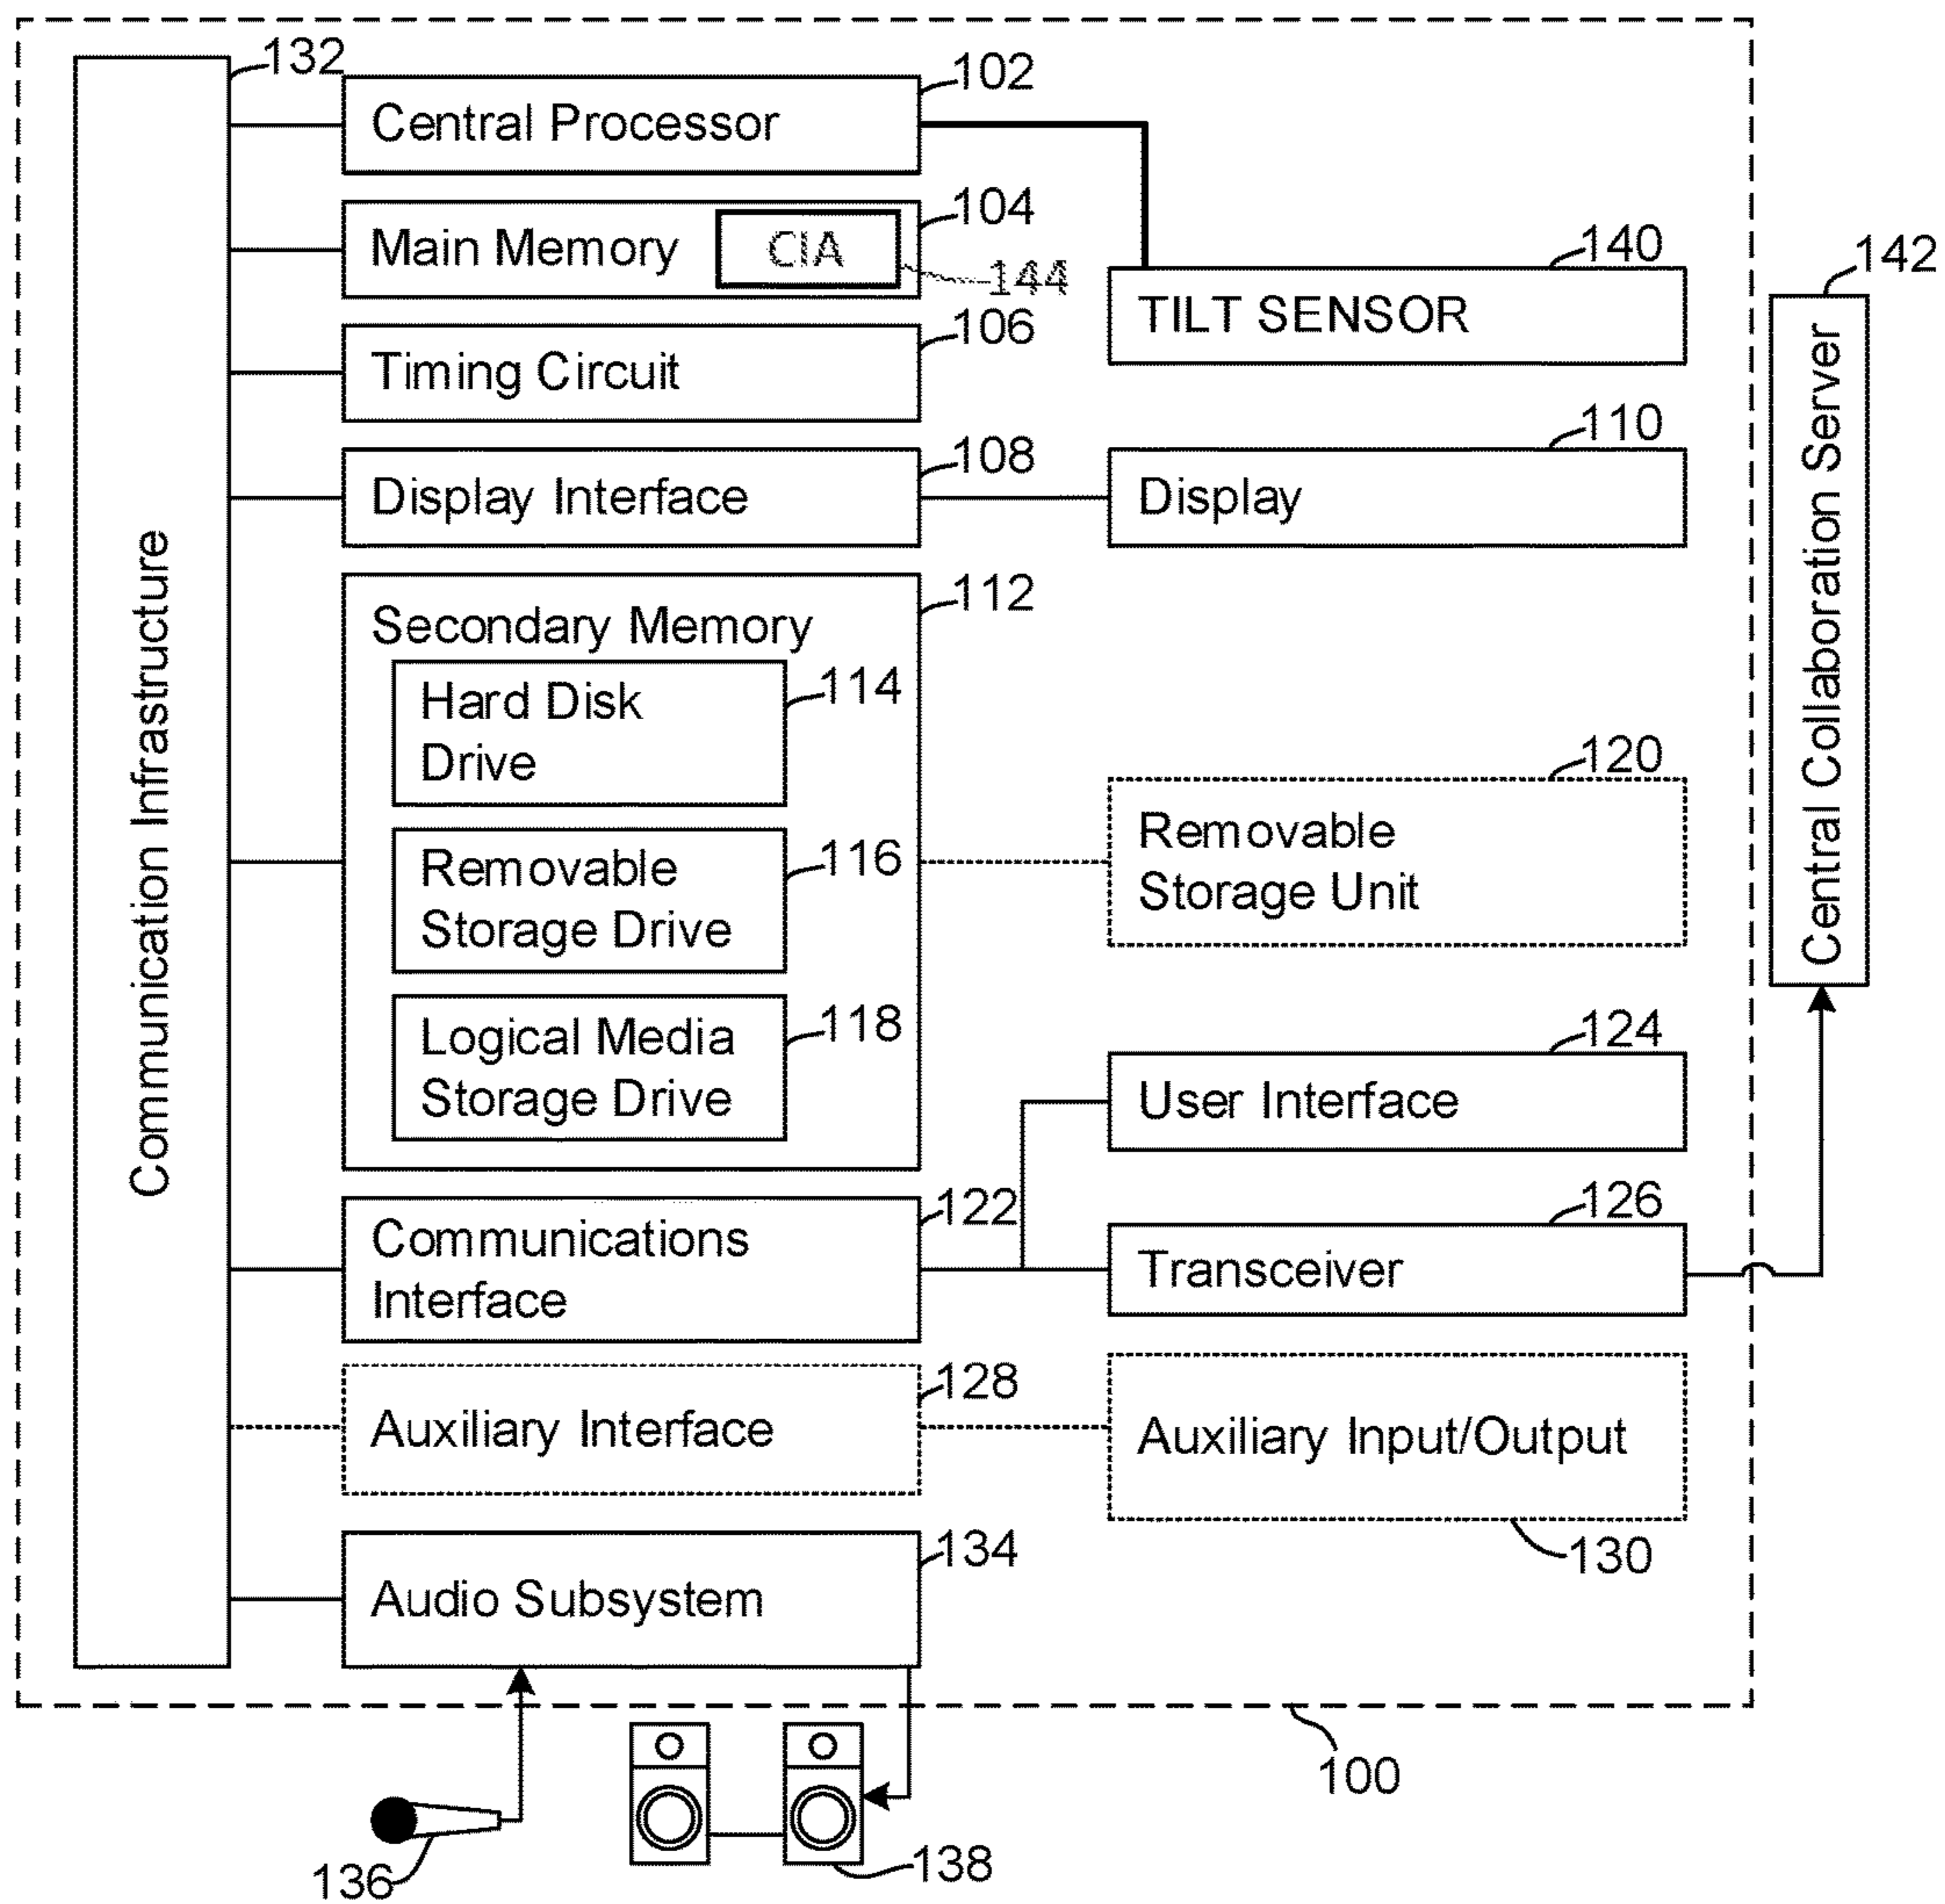 132
102
Central Processor
104
Main Memory
CIA
144
140
TILT SENSOR
142
Central Collaboration Server
106
Timing Circuit
108
Display Interface
110
Display
Communication Infrastructure
112
Secondary Memory
114
Hard Disk
Drive
116
Removable
Storage Drive
120
Removable
Storage Unit
118
Logical Media
Storage Drive
124
User Interface
122
Communications
Interface
126
Transceiver
128
Auxiliary Interface
Auxiliary Input/Output
130
134
Audio Subsystem
100
136
138